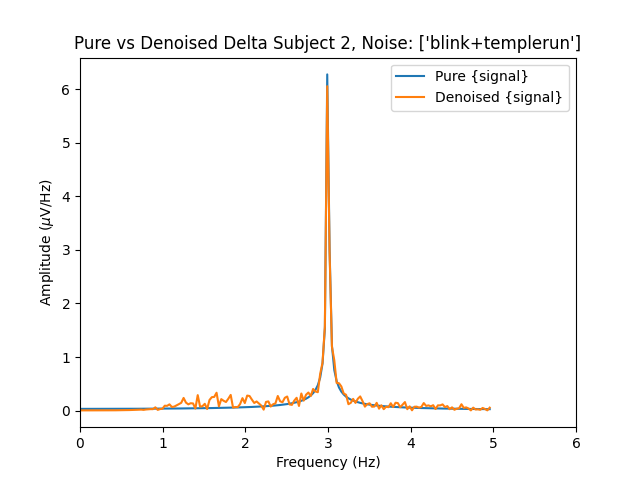 Pure vs Denoised Delta Subject 2, Noise: ['blink+templerun']
Pure {signal}
Denoised {signal}
Amplitude (μV/Hz)
6
5
4
3
2
1
0
0 1 2 3 4 5 6
Frequency (Hz)